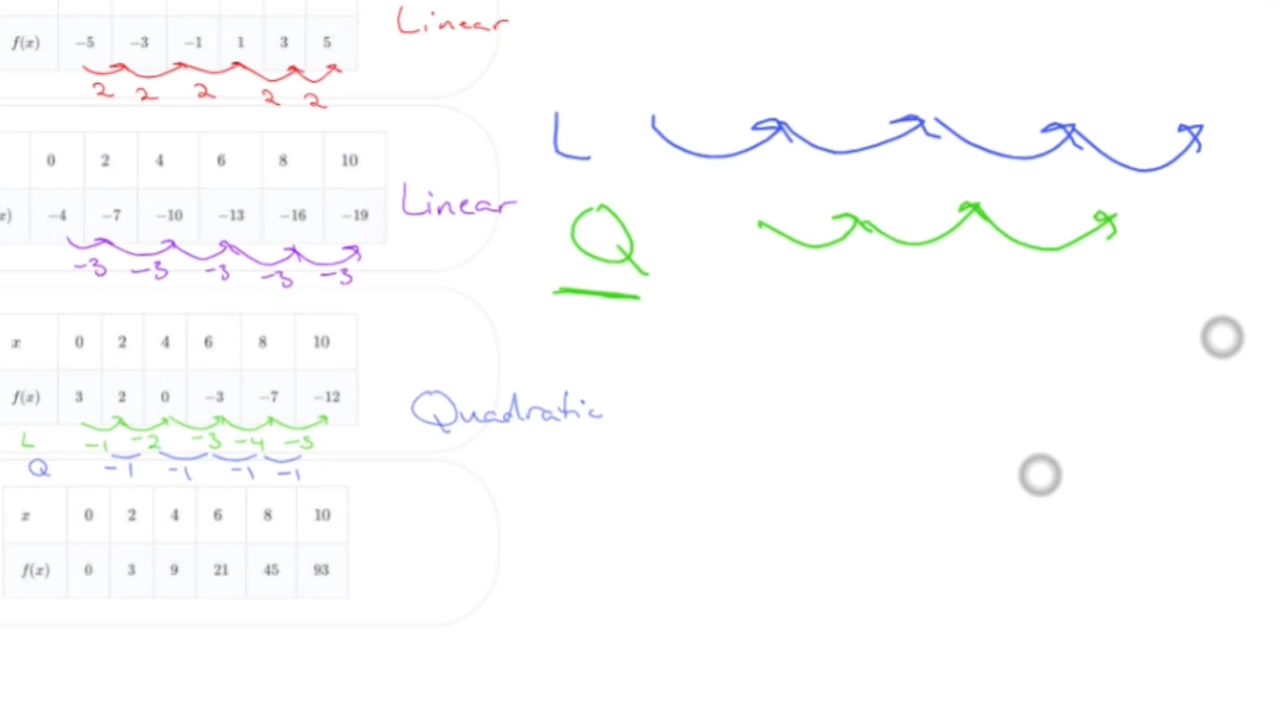 Linear
f(x) −5 −3 −1 1 3 5
2 2 2 2 2
L
0 2 4 6 8 10
x) −4 −7 −10 −13 −16 −19
Linear
-3 -3 -3 -3 -3
Q
x 0 2 4 6 8 10
f(x) 3 2 0 −3 −7 −12
Quadratic
L -1 -2 -3 -4 -5
Q -1 -1 -1 -1
x 0 2 4 6 8 10
f(x) 0 3 9 21 45 93